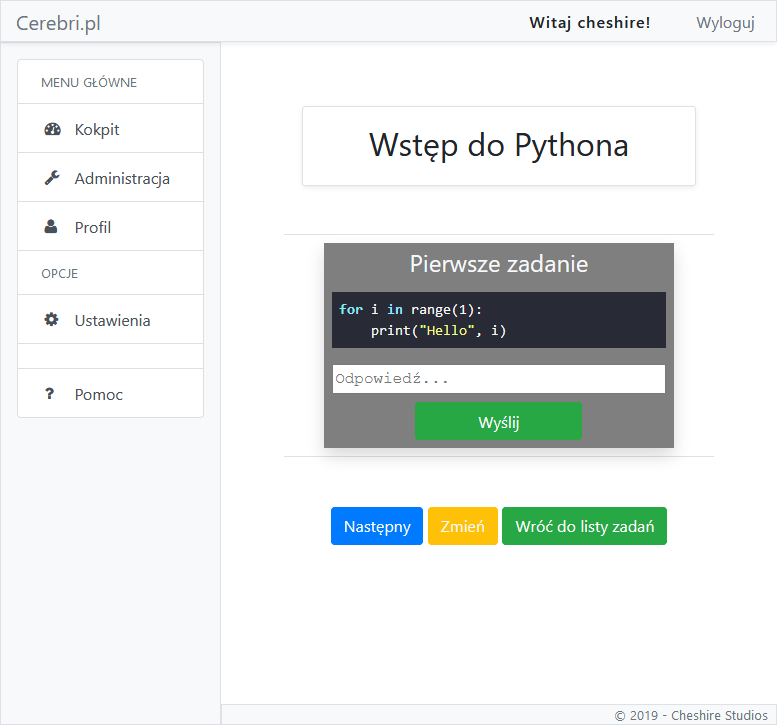 Cerebri.pl
Witaj cheshire!
Wyloguj
MENU GŁÓWNE
Kokpit
Administracja
Profil
OPCJE
Ustawienia
? Pomoc
Wstęp do Pythona
Pierwsze zadanie
for i in range(1):
    print("Hello", i)
Odpowiedź...
Wyślij
Następny
Zmień
Wróć do listy zadań
© 2019 - Cheshire Studios